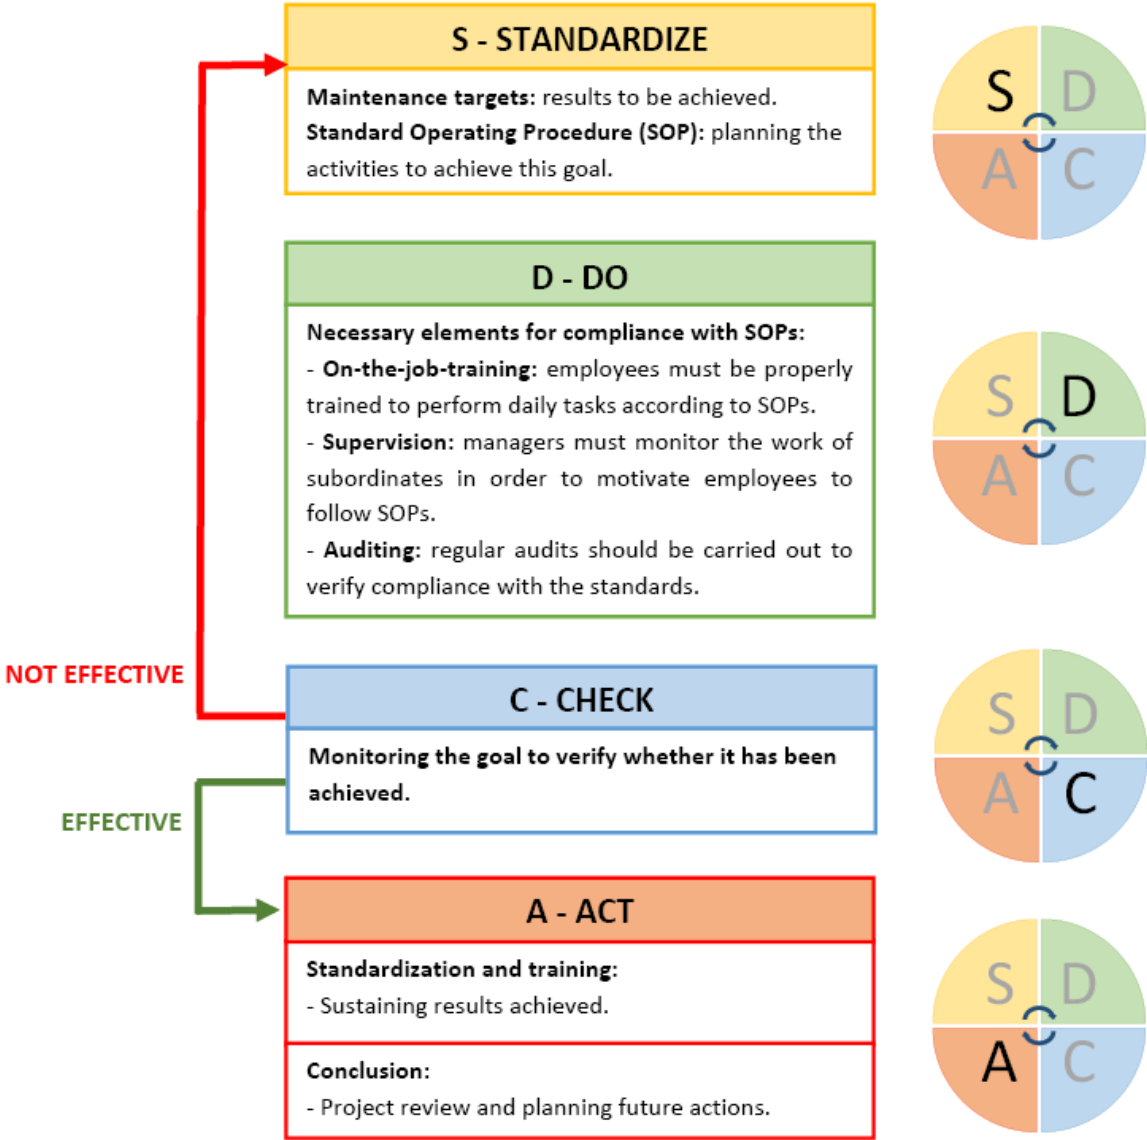 S - STANDARDIZE
Maintenance targets: results to be achieved.
Standard Operating Procedure (SOP): planning the
activities to achieve this goal.
S D
A C
D - DO
Necessary elements for compliance with SOPs:
- On-the-job-training: employees must be properly
trained to perform daily tasks according to SOPs.
- Supervision: managers must monitor the work of
subordinates in order to motivate employees to
follow SOPs.
- Auditing: regular audits should be carried out to
verify compliance with the standards.
S D
A C
NOT EFFECTIVE
C - CHECK
Monitoring the goal to verify whether it has been
achieved.
EFFECTIVE
S D
A C
A - ACT
Standardization and training:
- Sustaining results achieved.
Conclusion:
- Project review and planning future actions.
S D
A C